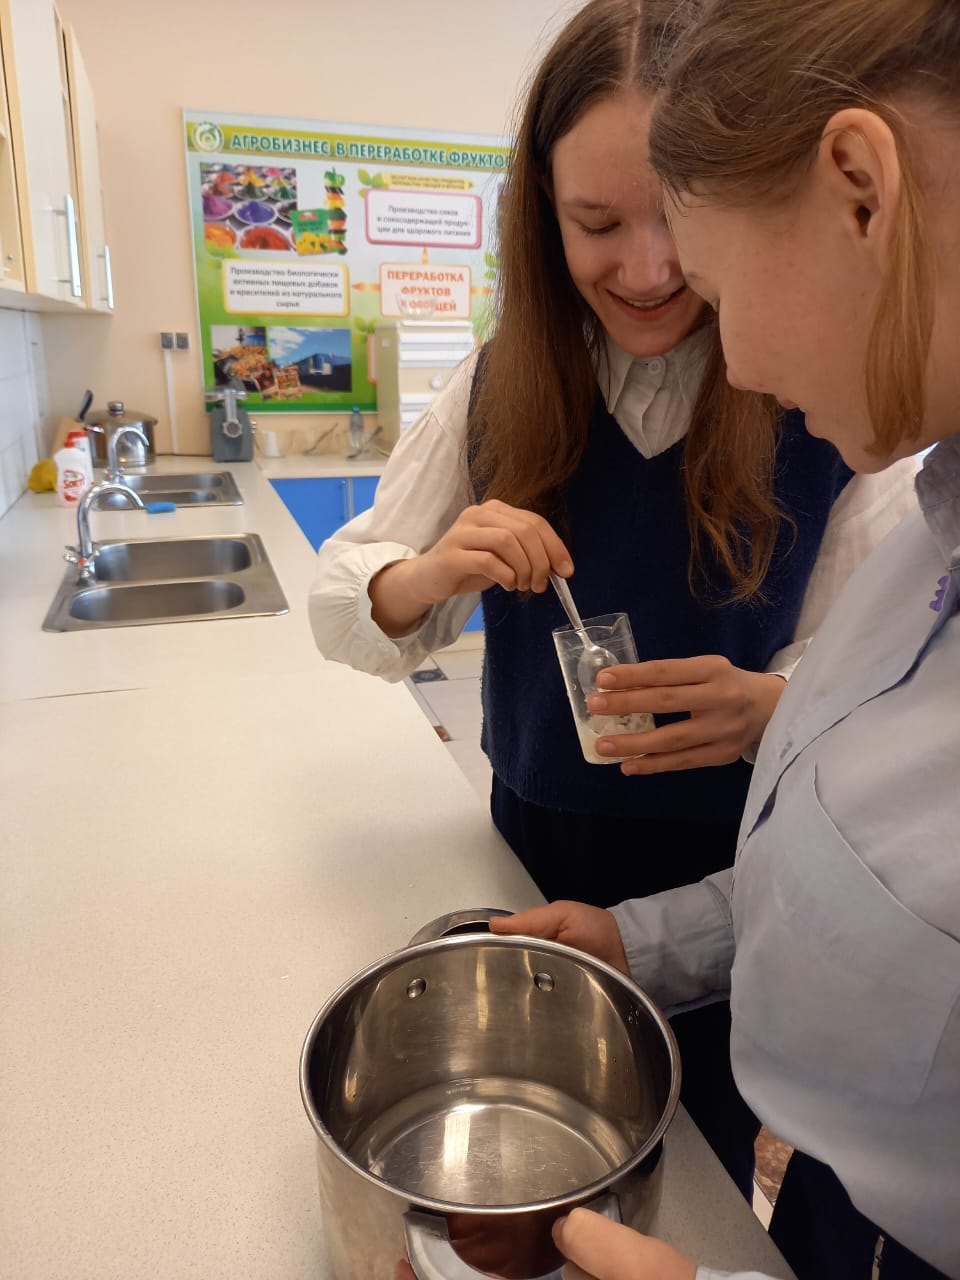 АГРОБИЗНЕС В ПЕРЕРАБОТКЕ ФРУКТОВ
Производство соков
и сокосодержащей продук-
ции для здорового питания
Производство биологически
активных пищевых добавок
и красителей из натурального
сырья
ПЕРЕРАБОТКА
ФРУКТОВ
И ОВОЩЕЙ